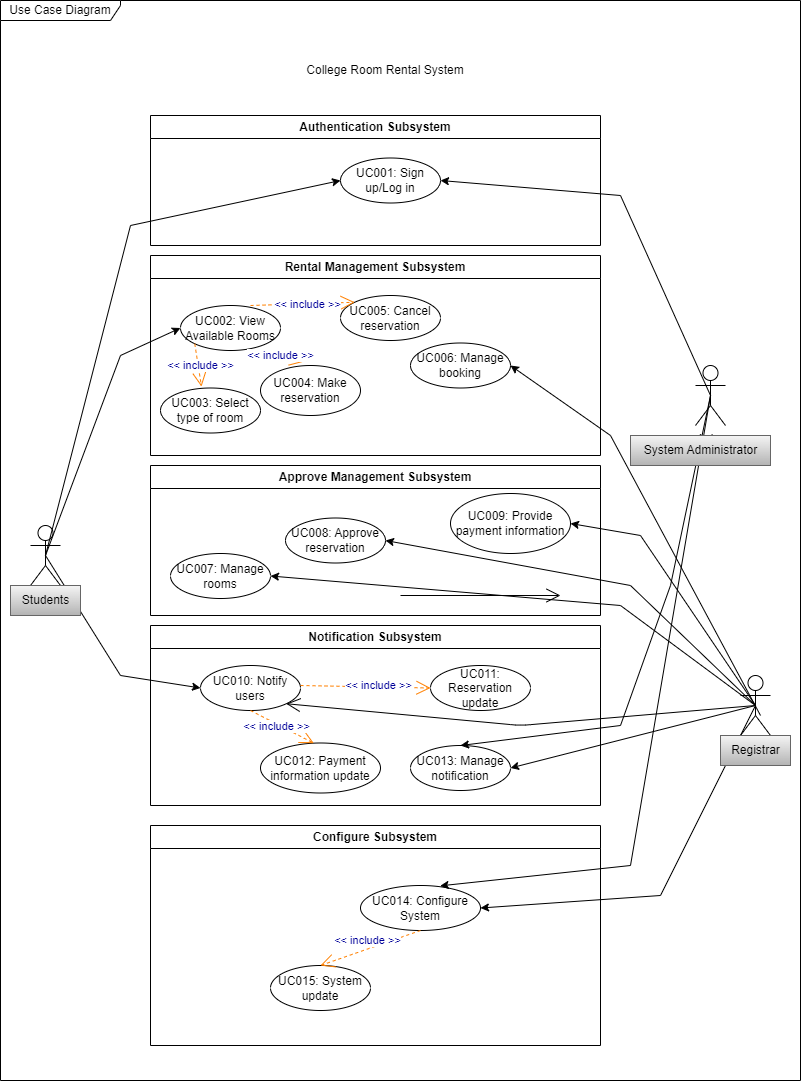 Use Case Diagram
College Room Rental System
Authentication Subsystem
UC001: Sign
up/Log in
Rental Management Subsystem
<< include >>
UC005: Cancel
reservation
UC002: View
Available Rooms
<< include >>
UC006: Manage
booking
<< include >>
UC004: Make
reservation
UC003: Select
type of room
System Administrator
Approve Management Subsystem
UC009: Provide
payment information
UC008: Approve
reservation
UC007: Manage
rooms
Students
Notification Subsystem
UC010: Notify
users
<< include >>
UC011:
Reservation
update
<< include >>
UC012: Payment
information update
UC013: Manage
notification
Registrar
Configure Subsystem
UC014: Configure
System
<< include >>
UC015: System
update